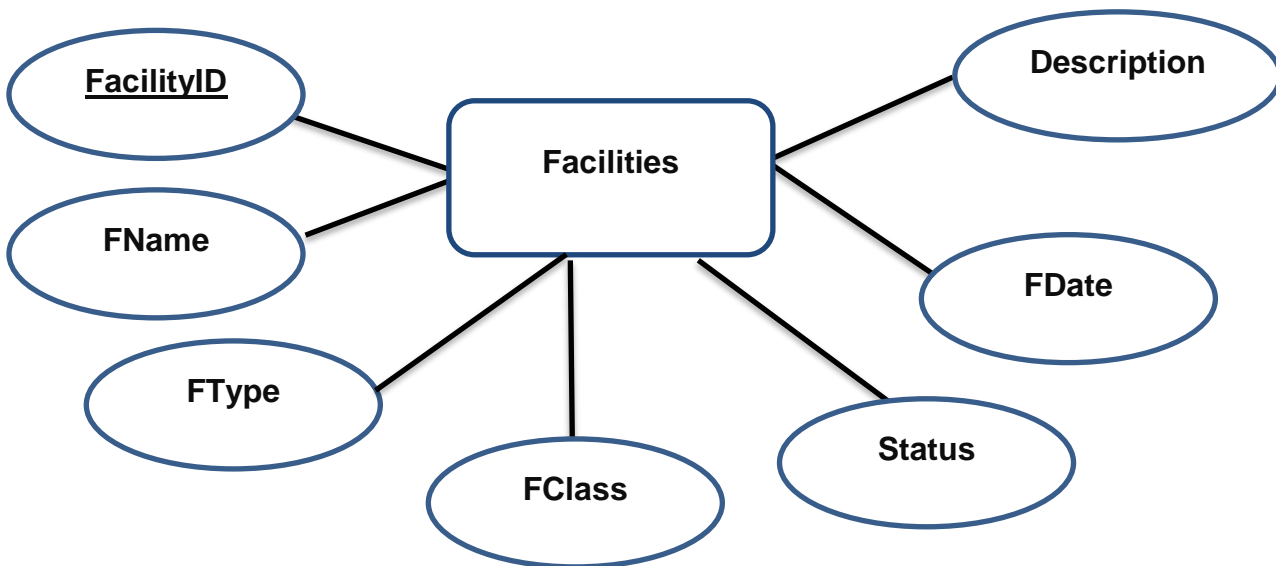 FacilityID
Description
Facilities
FName
FDate
FType
Status
FClass